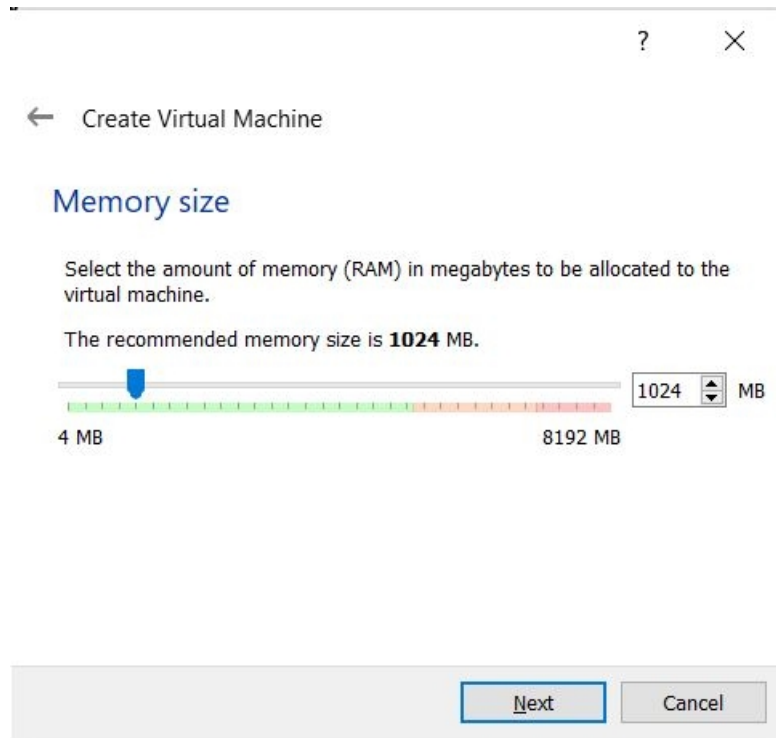 ?
Create Virtual Machine
Memory size
Select the amount of memory (RAM) in megabytes to be allocated to the
virtual machine.
The recommended memory size is 1024 MB.
1024 MB
4 MB 8192 MB
Next Cancel